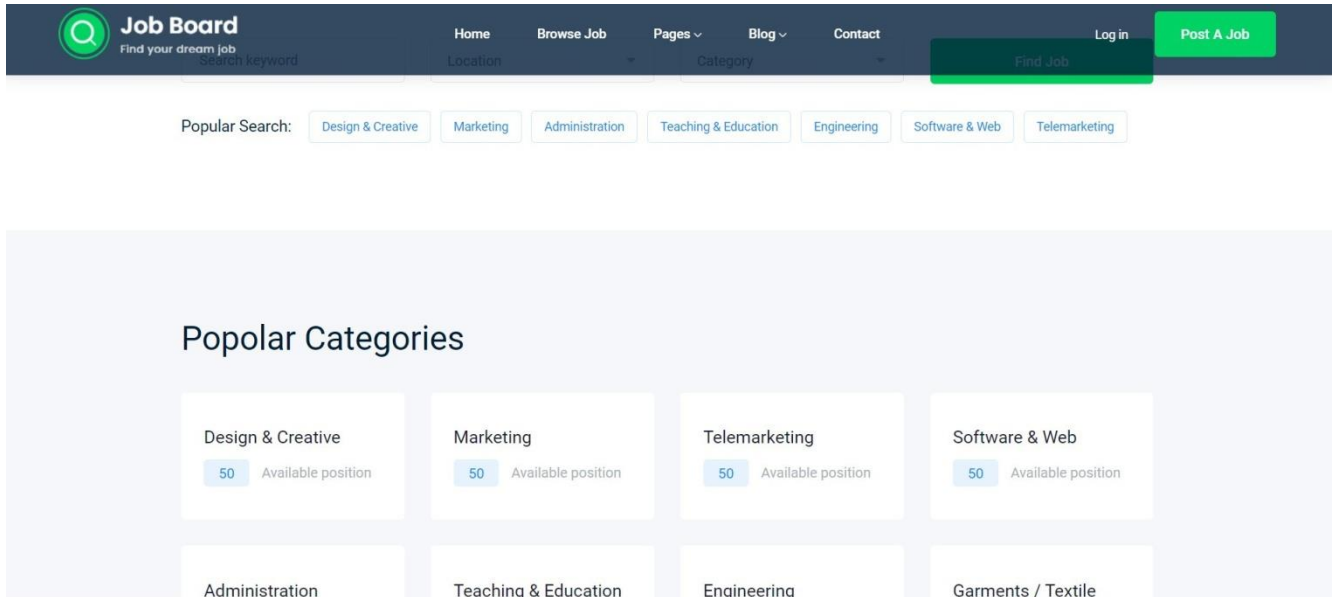 Job Board
Find your dream job
Home Browse Job Pages Blog Contact Log in Post A Job
Search keyword Location Category Find Job
Popular Search: Design & Creative Marketing Administration Teaching & Education Engineering Software & Web Telemarketing
Popolar Categories
Design & Creative Marketing Telemarketing Software & Web
50 Available position 50 Available position 50 Available position 50 Available position
Administration Teaching & Education Engineering Garments / Textile